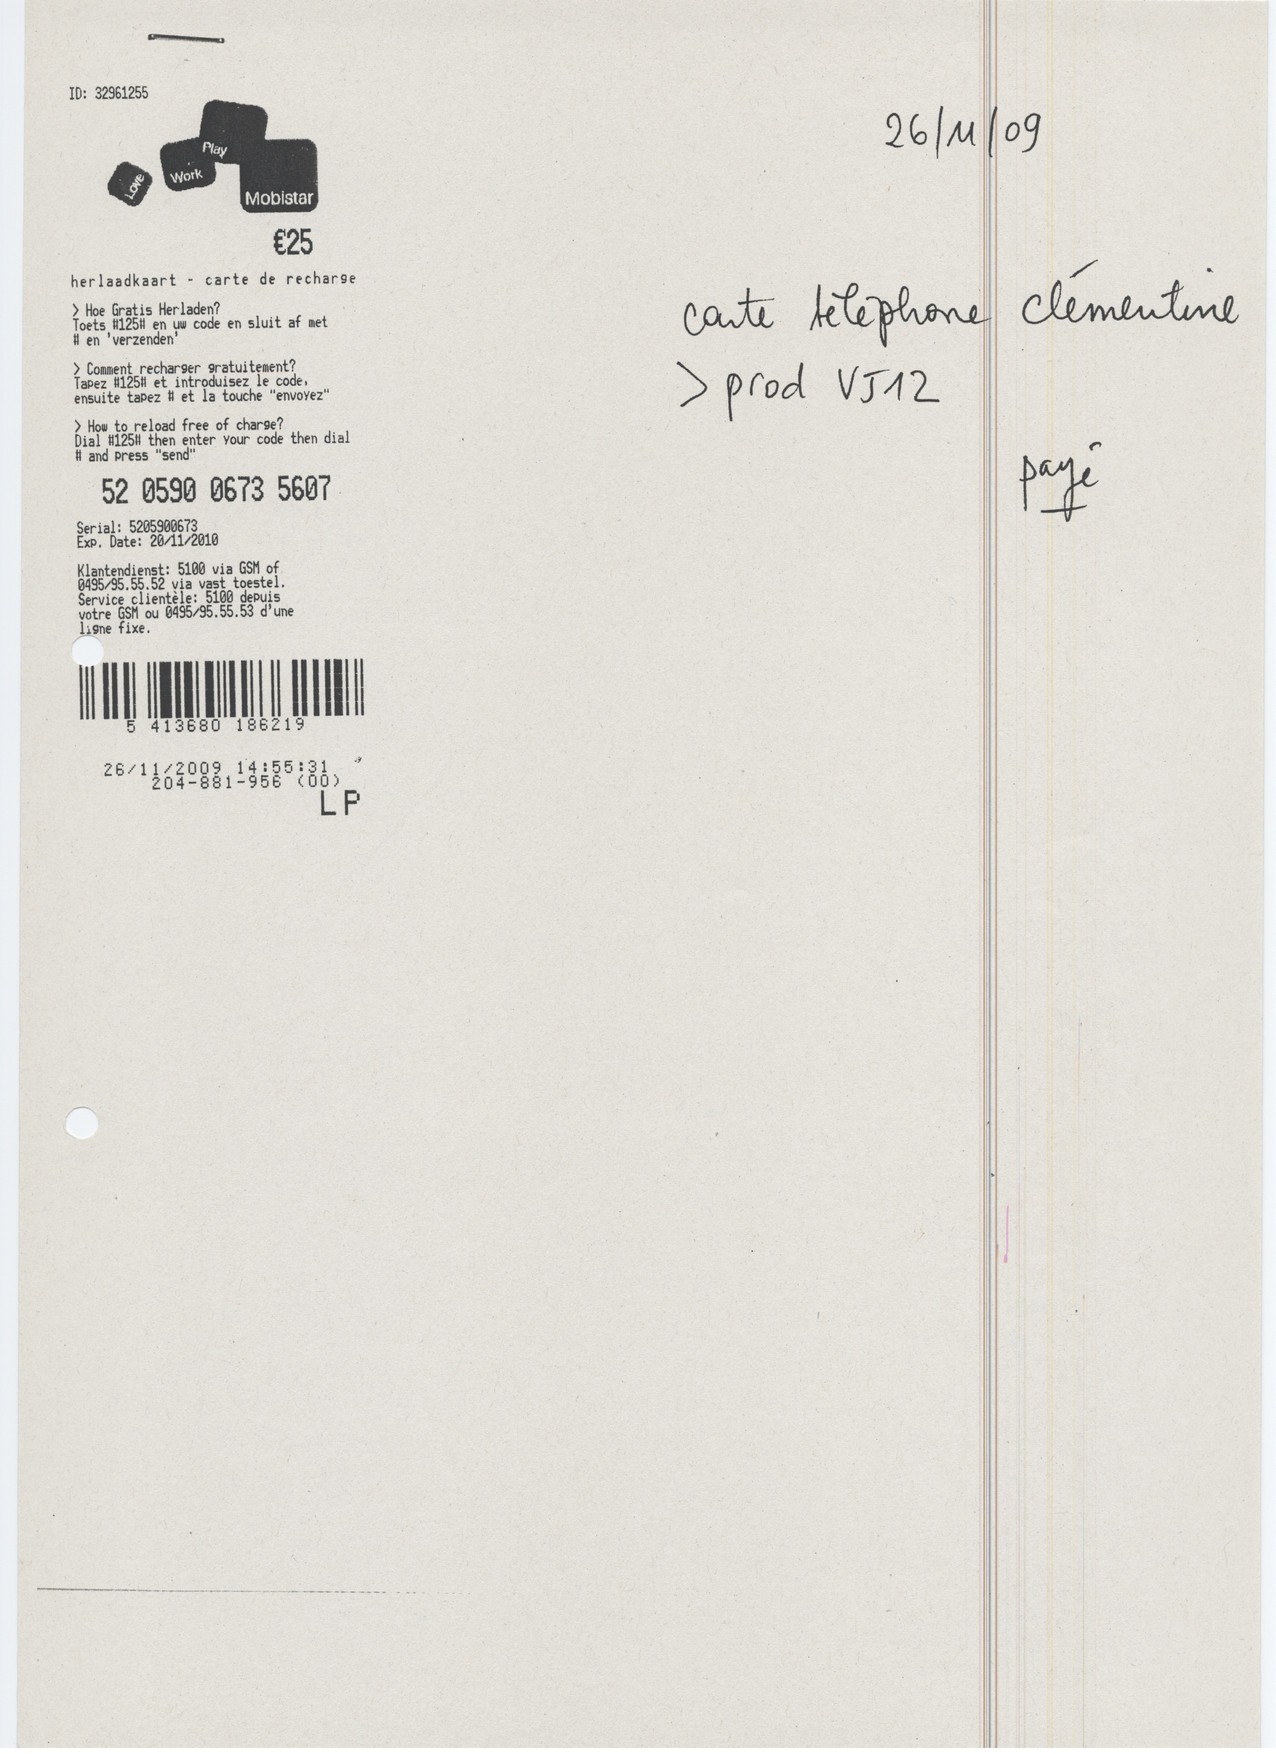 ID: 32961255
Love
Work
Play
Mobistar
€25
herlaadkaart - carte de recharge
> Hoe Gratis Herladen?
Toets #125# en uw code en sluit af met
# en 'verzenden'
> Comment recharger gratuitement?
Tapez #125# et introduisez le code,
ensuite tapez # et la touche "envoyez"
> How to reload free of charge?
Dial #125# then enter your code then dial
# and press "send"
52 0590 0673 5607
Serial: 5205900673
Exp. Date: 20/11/2010
Klantendienst: 5100 via GSM of
0495/95.55.52 via vast toestel.
Service clientèle: 5100 depuis
votre GSM ou 0495/95.55.53 d'une
ligne fixe.
5 413680 186219
26/11/2009 14:55:31
204-881-956 (00)
LP
26/11/09
carte téléphone clémentine
> prod VJ12
payé